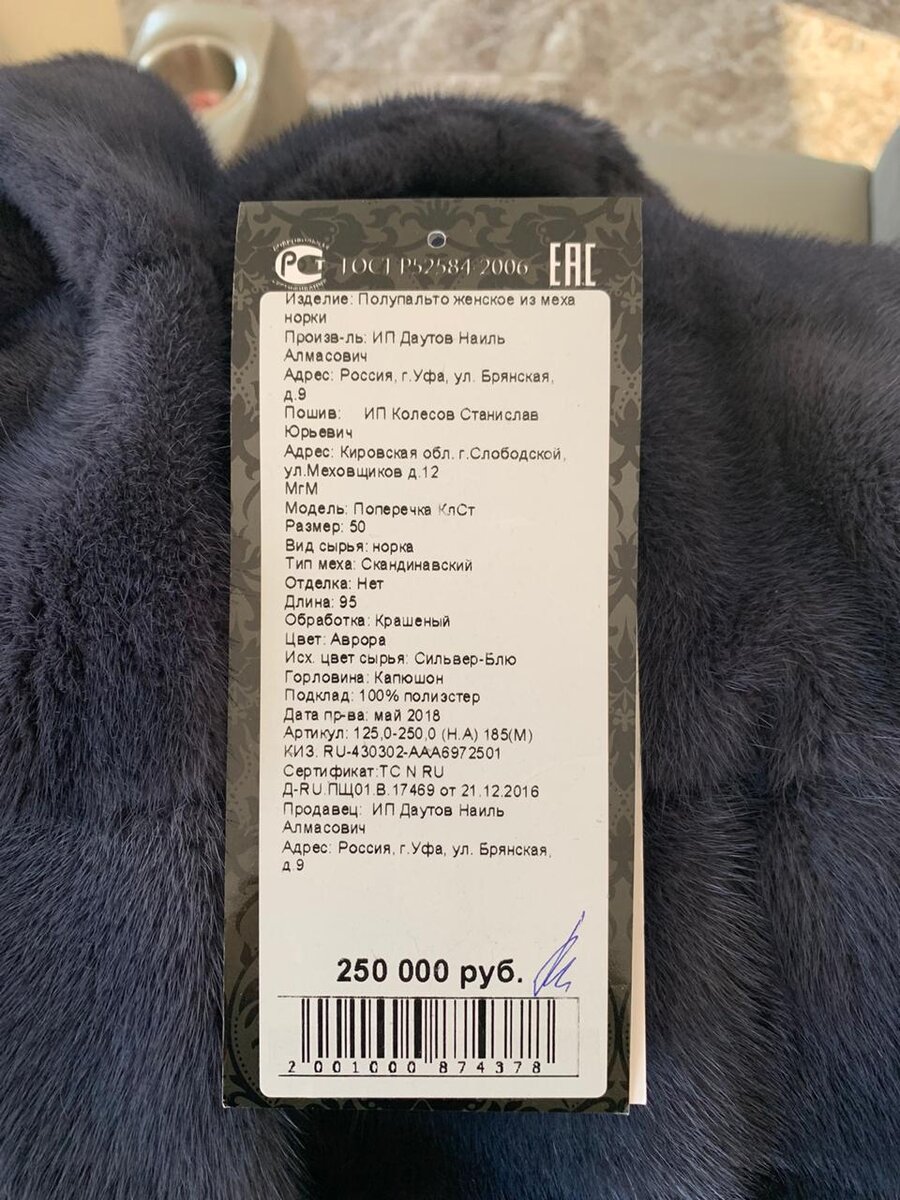 ДОБРОВОЛЬНАЯ
РСТ
СЕРТИФИКАЦИЯ
ГОСТ Р52584-2006
EAC
Изделие: Полупальто женское из меха
норки
Произв-ль: ИП Даутов Наиль
Алмасович
Адрес: Россия, г.Уфа, ул. Брянская,
д.9
Пошив: ИП Колесов Станислав
Юрьевич
Адрес: Кировская обл. г.Слободской,
ул.Меховщиков д.12
МгМ
Модель: Поперечка КлСт
Размер: 50
Вид сырья: норка
Тип меха: Скандинавский
Отделка: Нет
Длина: 95
Обработка: Крашеный
Цвет: Аврора
Исх. цвет сырья: Сильвер-Блю
Горловина: Капюшон
Подклад: 100% полиэстер
Дата пр-ва: май 2018
Артикул: 125,0-250,0 (Н.А) 185(М)
КИЗ. RU-430302-AAA6972501
Сертификат:ТС N RU
Д-RU.ПЩ01.В.17469 от 21.12.2016
Продавец: ИП Даутов Наиль
Алмасович
Адрес: Россия, г.Уфа, ул. Брянская,
д.9
250 000 руб.
2 001000 874378